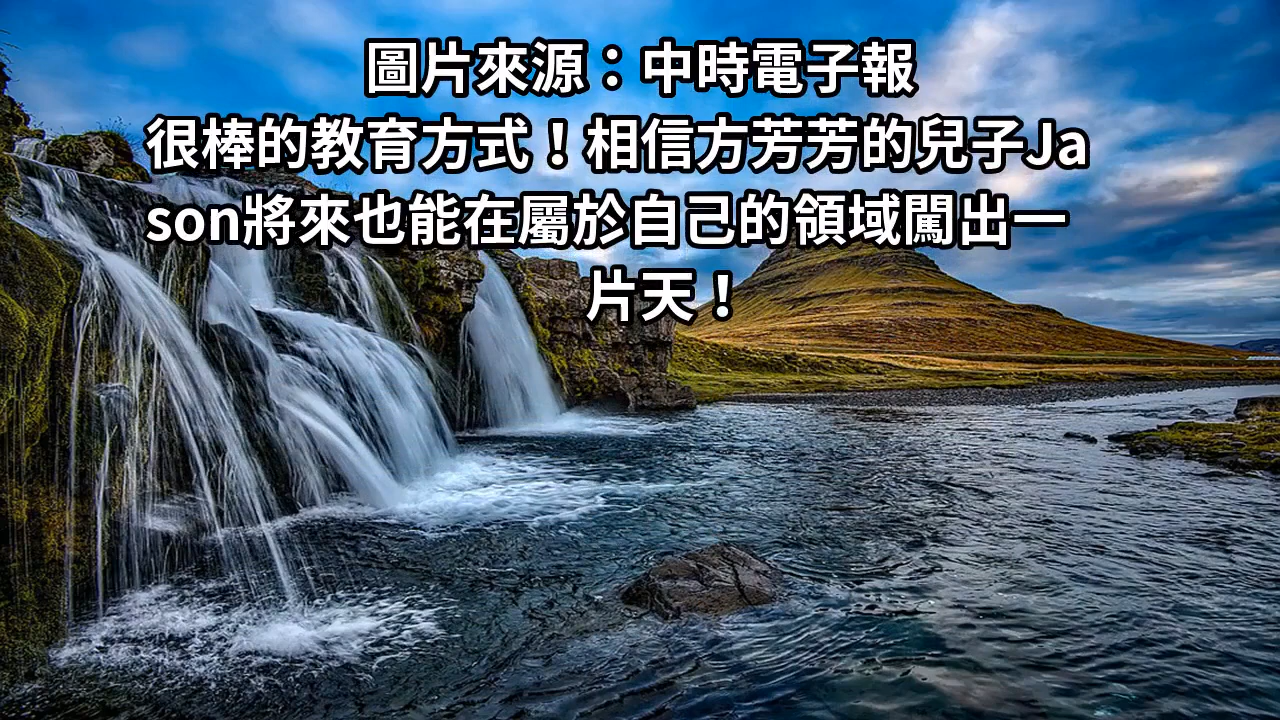 圖片來源：中時電子報
很棒的教育方式！相信方芳芳的兒子Ja
son將來也能在屬於自己的領域闖出一
片天！